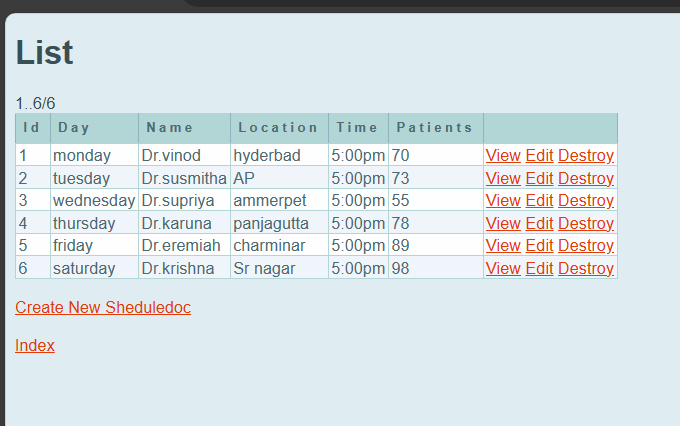 List
1..6/6
Id Day Name Location Time Patients
1 monday Dr.vinod hyderbad 5:00pm 70 View Edit Destroy
2 tuesday Dr.susmitha AP 5:00pm 73 View Edit Destroy
3 wednesday Dr.supriya ammerpet 5:00pm 55 View Edit Destroy
4 thursday Dr.karuna panjagutta 5:00pm 78 View Edit Destroy
5 friday Dr.eremiah charminar 5:00pm 89 View Edit Destroy
6 saturday Dr.krishna Sr nagar 5:00pm 98 View Edit Destroy
Create New Sheduledoc
Index